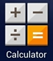 + −
÷ =
Calculator